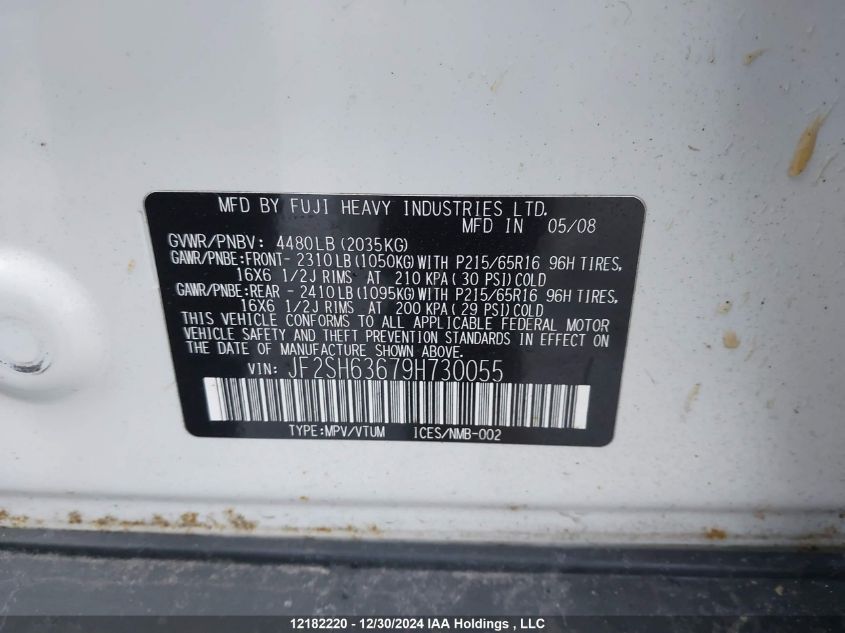 MFD BY FUJI HEAVY INDUSTRIES LTD.
MFD IN 05/08
GVWR/PNBV: 4480LB (2035KG)
GAWR/PNBE:FRONT- 2310LB (1050KG) WITH P215/65R16 96H TIRES,
16X6 1/2J RIMS AT 210 KPA ( 30 PSI) COLD
GAWR/PNBE:REAR - 2410LB (1095KG) WITH P215/65R16 96H TIRES,
16X6 1/2J RIMS AT 200 KPA ( 29 PSI) COLD
THIS VEHICLE CONFORMS TO ALL APPLICABLE FEDERAL MOTOR
VEHICLE SAFETY AND THEFT PREVENTION STANDARDS IN EFFECT ON
THE DATE OF MANUFACTURE SHOWN ABOVE.
VIN: JF2SH63679H730055
TYPE:MPV/VTUM ICES/NMB-002
12182220 - 12/30/2024 IAA Holdings , LLC